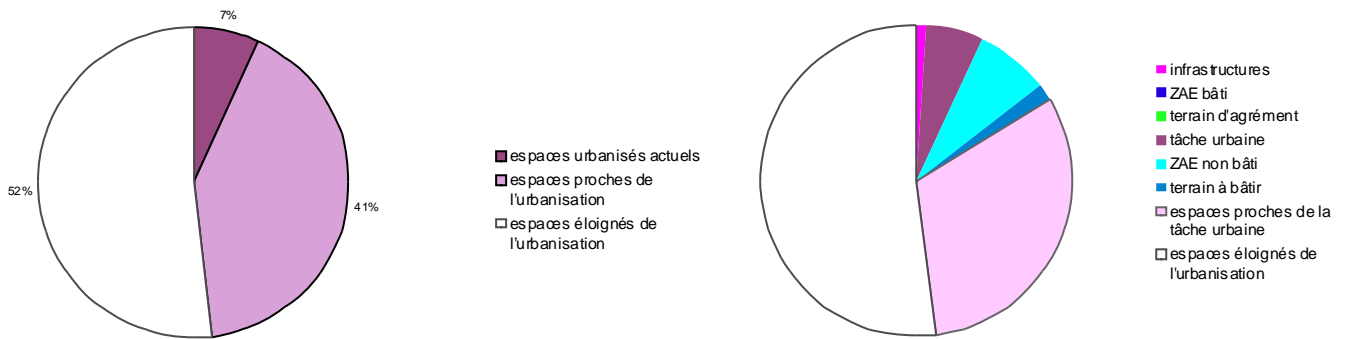 7%
52%
41%
espaces urbanisés actuels
espaces proches de
l'urbanisation
espaces éloignés de
l'urbanisation
infrastructures
ZAE bâti
terrain d'agrément
tâche urbaine
ZAE non bâti
terrain à bâtir
espaces proches de la
tâche urbaine
espaces éloignés de
l'urbanisation